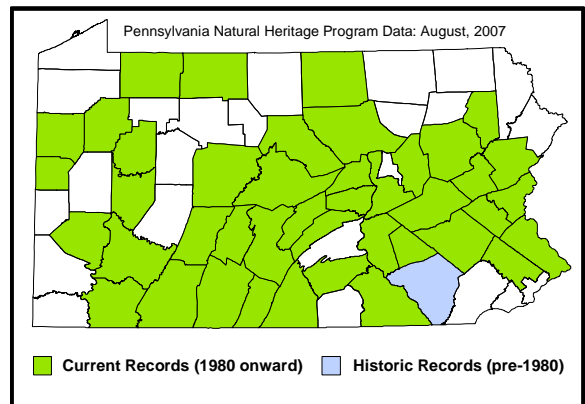 Pennsylvania Natural Heritage Program Data: August, 2007
Current Records (1980 onward) Historic Records (pre-1980)